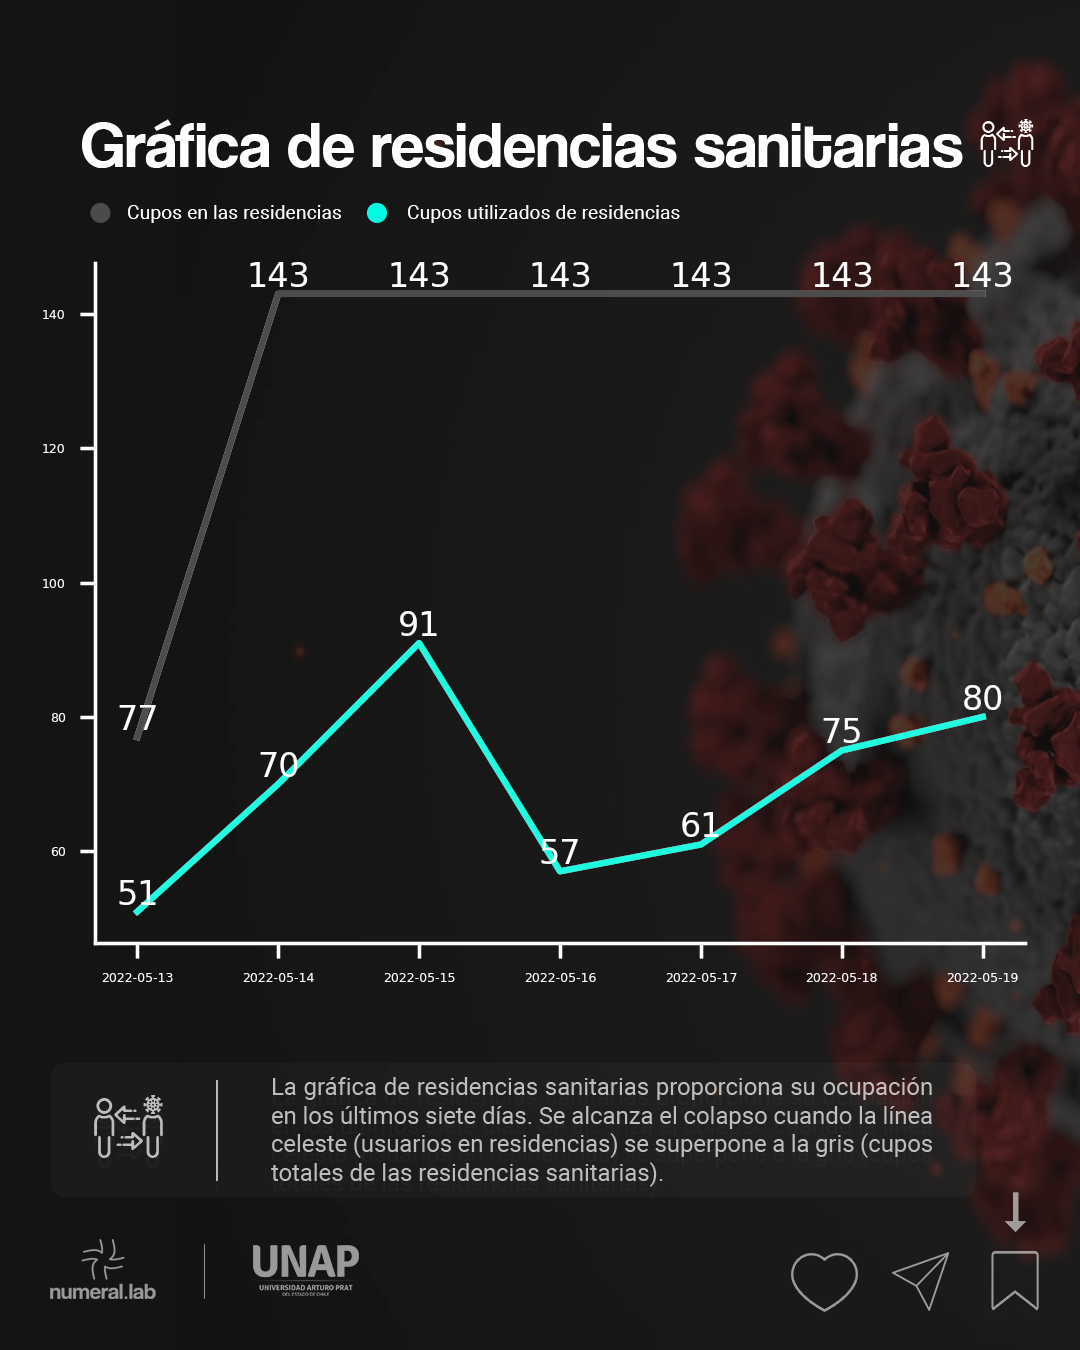 Gráfica de residencias sanitarias
Cupos en las residencias Cupos utilizados de residencias
143 143 143 143 143 143
140
120
100
91
80
77
80
75
70
61
60
57
51
2022-05-13 2022-05-14 2022-05-15 2022-05-16 2022-05-17 2022-05-18 2022-05-19
La gráfica de residencias sanitarias proporciona su ocupación
en los últimos siete días. Se alcanza el colapso cuando la línea
celeste (usuarios en residencias) se superpone a la gris (cupos
totales de las residencias sanitarias).
numeral.lab
UNAP
UNIVERSIDAD ARTURO PRAT
DEL ESTADO DE CHILE